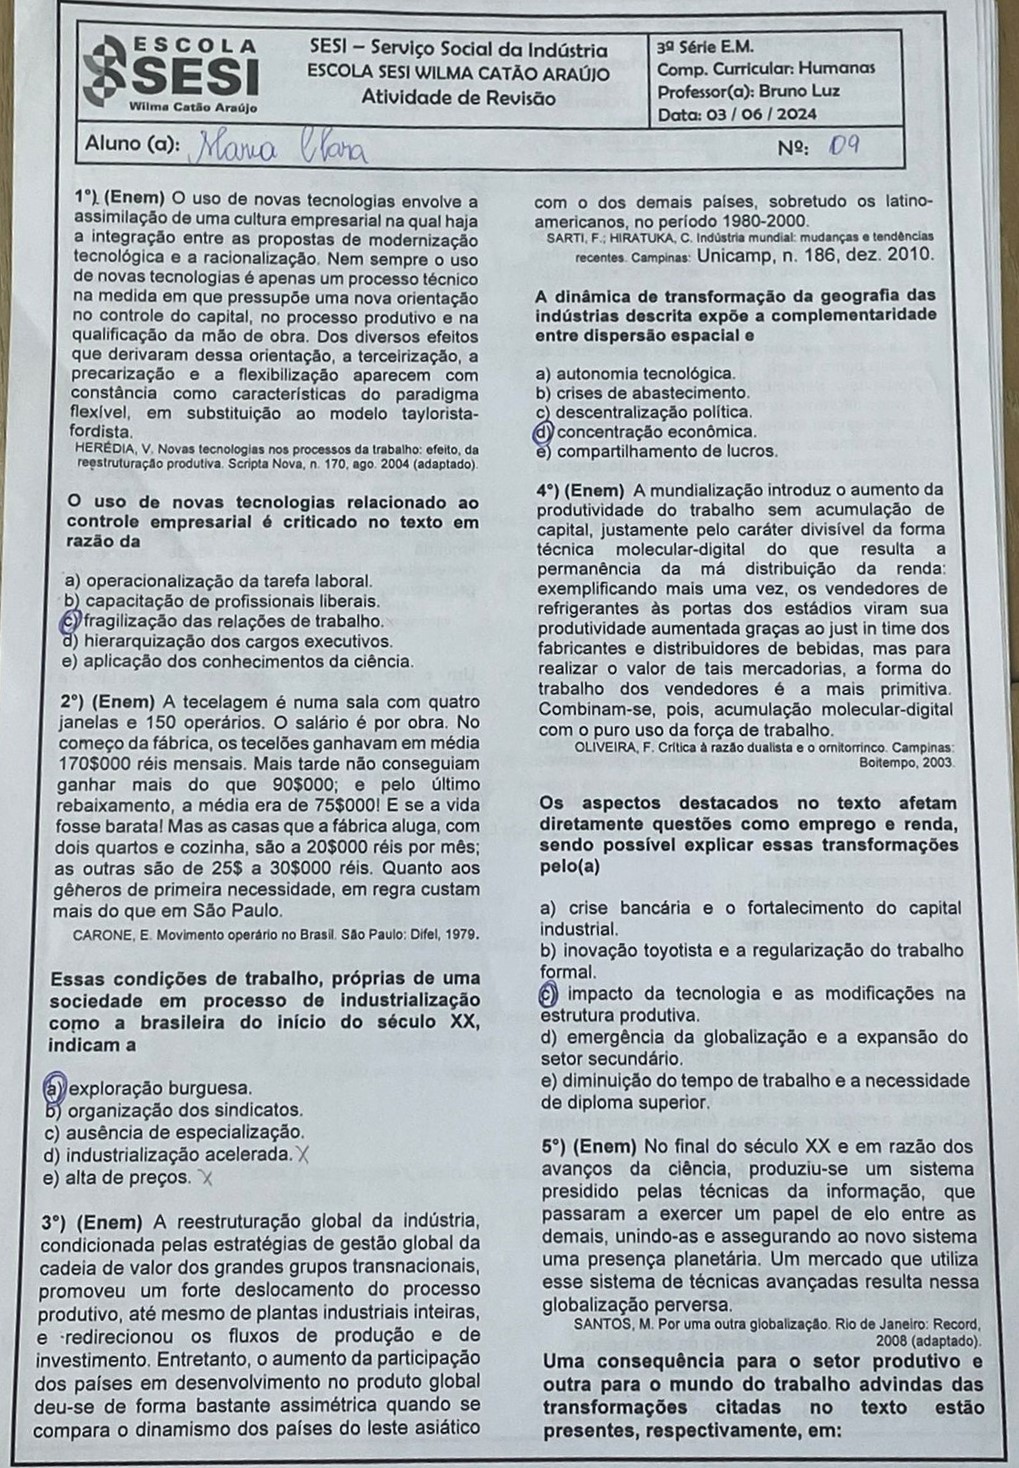 ESCOLA
SESI
Wilma Catão Araújo
SESI – Serviço Social da Indústria
ESCOLA SESI WILMA CATÃO ARAÚJO
Atividade de Revisão
3ª Série E.M.
Comp. Curricular: Humanas
Professor(a): Bruno Luz
Data: 03 / 06 / 2024
Aluno (a): Maria Clara
Nº: 09
1°) (Enem) O uso de novas tecnologias envolve a
assimilação de uma cultura empresarial na qual haja
a integração entre as propostas de modernização
tecnológica e a racionalização. Nem sempre o uso
de novas tecnologias é apenas um processo técnico
na medida em que pressupõe uma nova orientação
no controle do capital, no processo produtivo e na
qualificação da mão de obra. Dos diversos efeitos
que derivaram dessa orientação, a terceirização, a
precarização e a flexibilização aparecem com
constância como características do paradigma
flexível, em substituição ao modelo taylorista-
fordista.
HERÉDIA, V. Novas tecnologias nos processos da trabalho: efeito, da
reestruturação produtiva. Scripta Nova, n. 170, ago. 2004 (adaptado).
O uso de novas tecnologias relacionado ao
controle empresarial é criticado no texto em
razão da
a) operacionalização da tarefa laboral.
b) capacitação de profissionais liberais.
c) fragilização das relações de trabalho.
d) hierarquização dos cargos executivos.
e) aplicação dos conhecimentos da ciência.
2°) (Enem) A tecelagem é numa sala com quatro
janelas e 150 operários. O salário é por obra. No
começo da fábrica, os tecelões ganhavam em média
170$000 réis mensais. Mais tarde não conseguiam
ganhar mais do que 90$000; e pelo último
rebaixamento, a média era de 75$000! E se a vida
fosse barata! Mas as casas que a fábrica aluga, com
dois quartos e cozinha, são a 20$000 réis por mês;
as outras são de 25$ a 30$000 réis. Quanto aos
gêneros de primeira necessidade, em regra custam
mais do que em São Paulo.
CARONE, E. Movimento operário no Brasil. São Paulo: Difel, 1979.
Essas condições de trabalho, próprias de uma
sociedade em processo de industrialização
como a brasileira do início do século XX,
indicam a
a) exploração burguesa.
b) organização dos sindicatos.
c) ausência de especialização.
d) industrialização acelerada. X
e) alta de preços. X
3°) (Enem) A reestruturação global da indústria,
condicionada pelas estratégias de gestão global da
cadeia de valor dos grandes grupos transnacionais,
promoveu um forte deslocamento do processo
produtivo, até mesmo de plantas industriais inteiras,
e redirecionou os fluxos de produção e de
investimento. Entretanto, o aumento da participação
dos países em desenvolvimento no produto global
deu-se de forma bastante assimétrica quando se
compara o dinamismo dos países do leste asiático
com o dos demais países, sobretudo os latino-
americanos, no período 1980-2000.
SARTI, F.; HIRATUKA, C. Indústria mundial: mudanças e tendências
recentes. Campinas: Unicamp, n. 186, dez. 2010.
A dinâmica de transformação da geografia das
indústrias descrita expõe a complementaridade
entre dispersão espacial e
a) autonomia tecnológica.
b) crises de abastecimento.
c) descentralização política.
d) concentração econômica.
e) compartilhamento de lucros.
4°) (Enem) A mundialização introduz o aumento da
produtividade do trabalho sem acumulação de
capital, justamente pelo caráter divisível da forma
técnica molecular-digital do que resulta a
permanência da má distribuição da renda:
exemplificando mais uma vez, os vendedores de
refrigerantes às portas dos estádios viram sua
produtividade aumentada graças ao just in time dos
fabricantes e distribuidores de bebidas, mas para
realizar o valor de tais mercadorias, a forma do
trabalho dos vendedores é a mais primitiva.
Combinam-se, pois, acumulação molecular-digital
com o puro uso da força de trabalho.
OLIVEIRA, F. Crítica à razão dualista e o ornitorrinco. Campinas:
Boitempo, 2003.
Os aspectos destacados no texto afetam
diretamente questões como emprego e renda,
sendo possível explicar essas transformações
pelo(a)
a) crise bancária e o fortalecimento do capital
industrial.
b) inovação toyotista e a regularização do trabalho
formal.
c) impacto da tecnologia e as modificações na
estrutura produtiva.
d) emergência da globalização e a expansão do
setor secundário.
e) diminuição do tempo de trabalho e a necessidade
de diploma superior.
5°) (Enem) No final do século XX e em razão dos
avanços da ciência, produziu-se um sistema
presidido pelas técnicas da informação, que
passaram a exercer um papel de elo entre as
demais, unindo-as e assegurando ao novo sistema
uma presença planetária. Um mercado que utiliza
esse sistema de técnicas avançadas resulta nessa
globalização perversa.
SANTOS, M. Por uma outra globalização. Rio de Janeiro: Record,
2008 (adaptado).
Uma consequência para o setor produtivo e
outra para o mundo do trabalho advindas das
transformações citadas no texto estão
presentes, respectivamente, em: